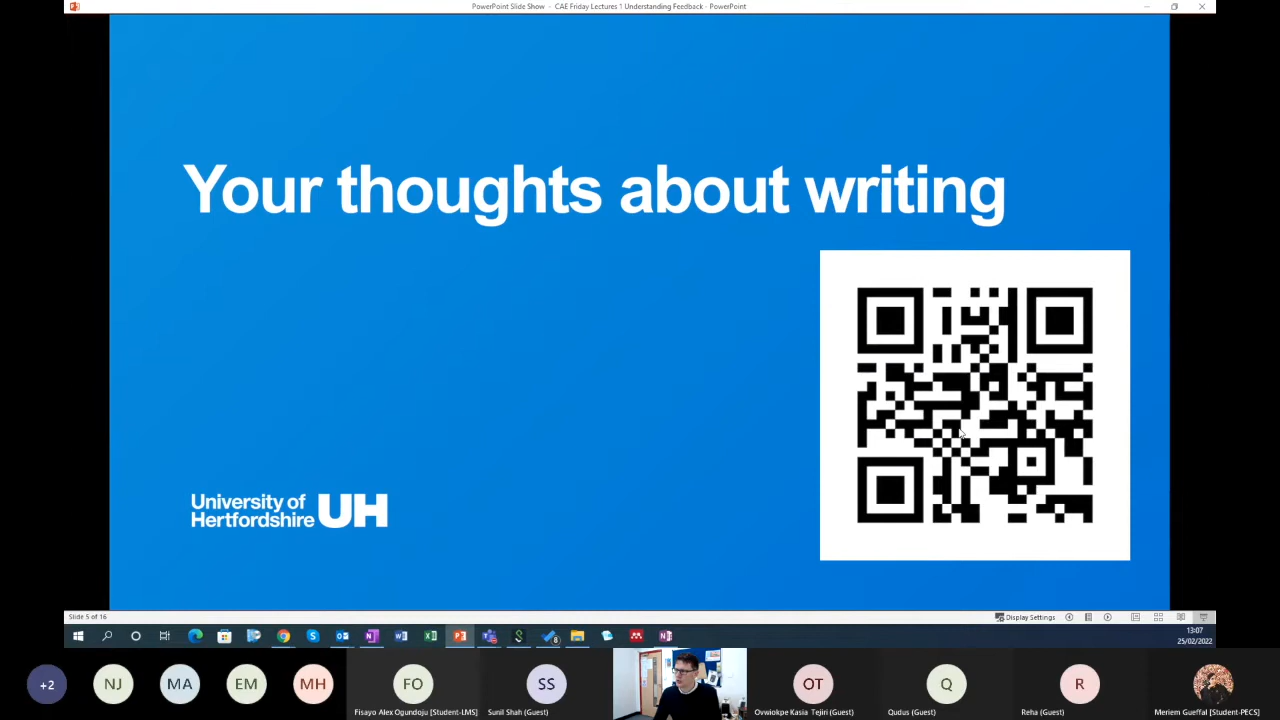 PowerPoint Slide Show - CAE Friday Lectures 1 Understanding Feedback - PowerPoint
Your thoughts about writing
University of
Hertfordshire UH
Slide 5 of 16
Display Settings
13:07
25/02/2022
+2
NJ
MA
EM
MH
FO
SS
OT
Q
R
Fisayo Alex Ogundoju [Student-LMS]
Sunil Shah (Guest)
Ovwiokpe Kasia Tejiri (Guest)
Qudus (Guest)
Reha (Guest)
Meriem Gueffal [Student-PECS]